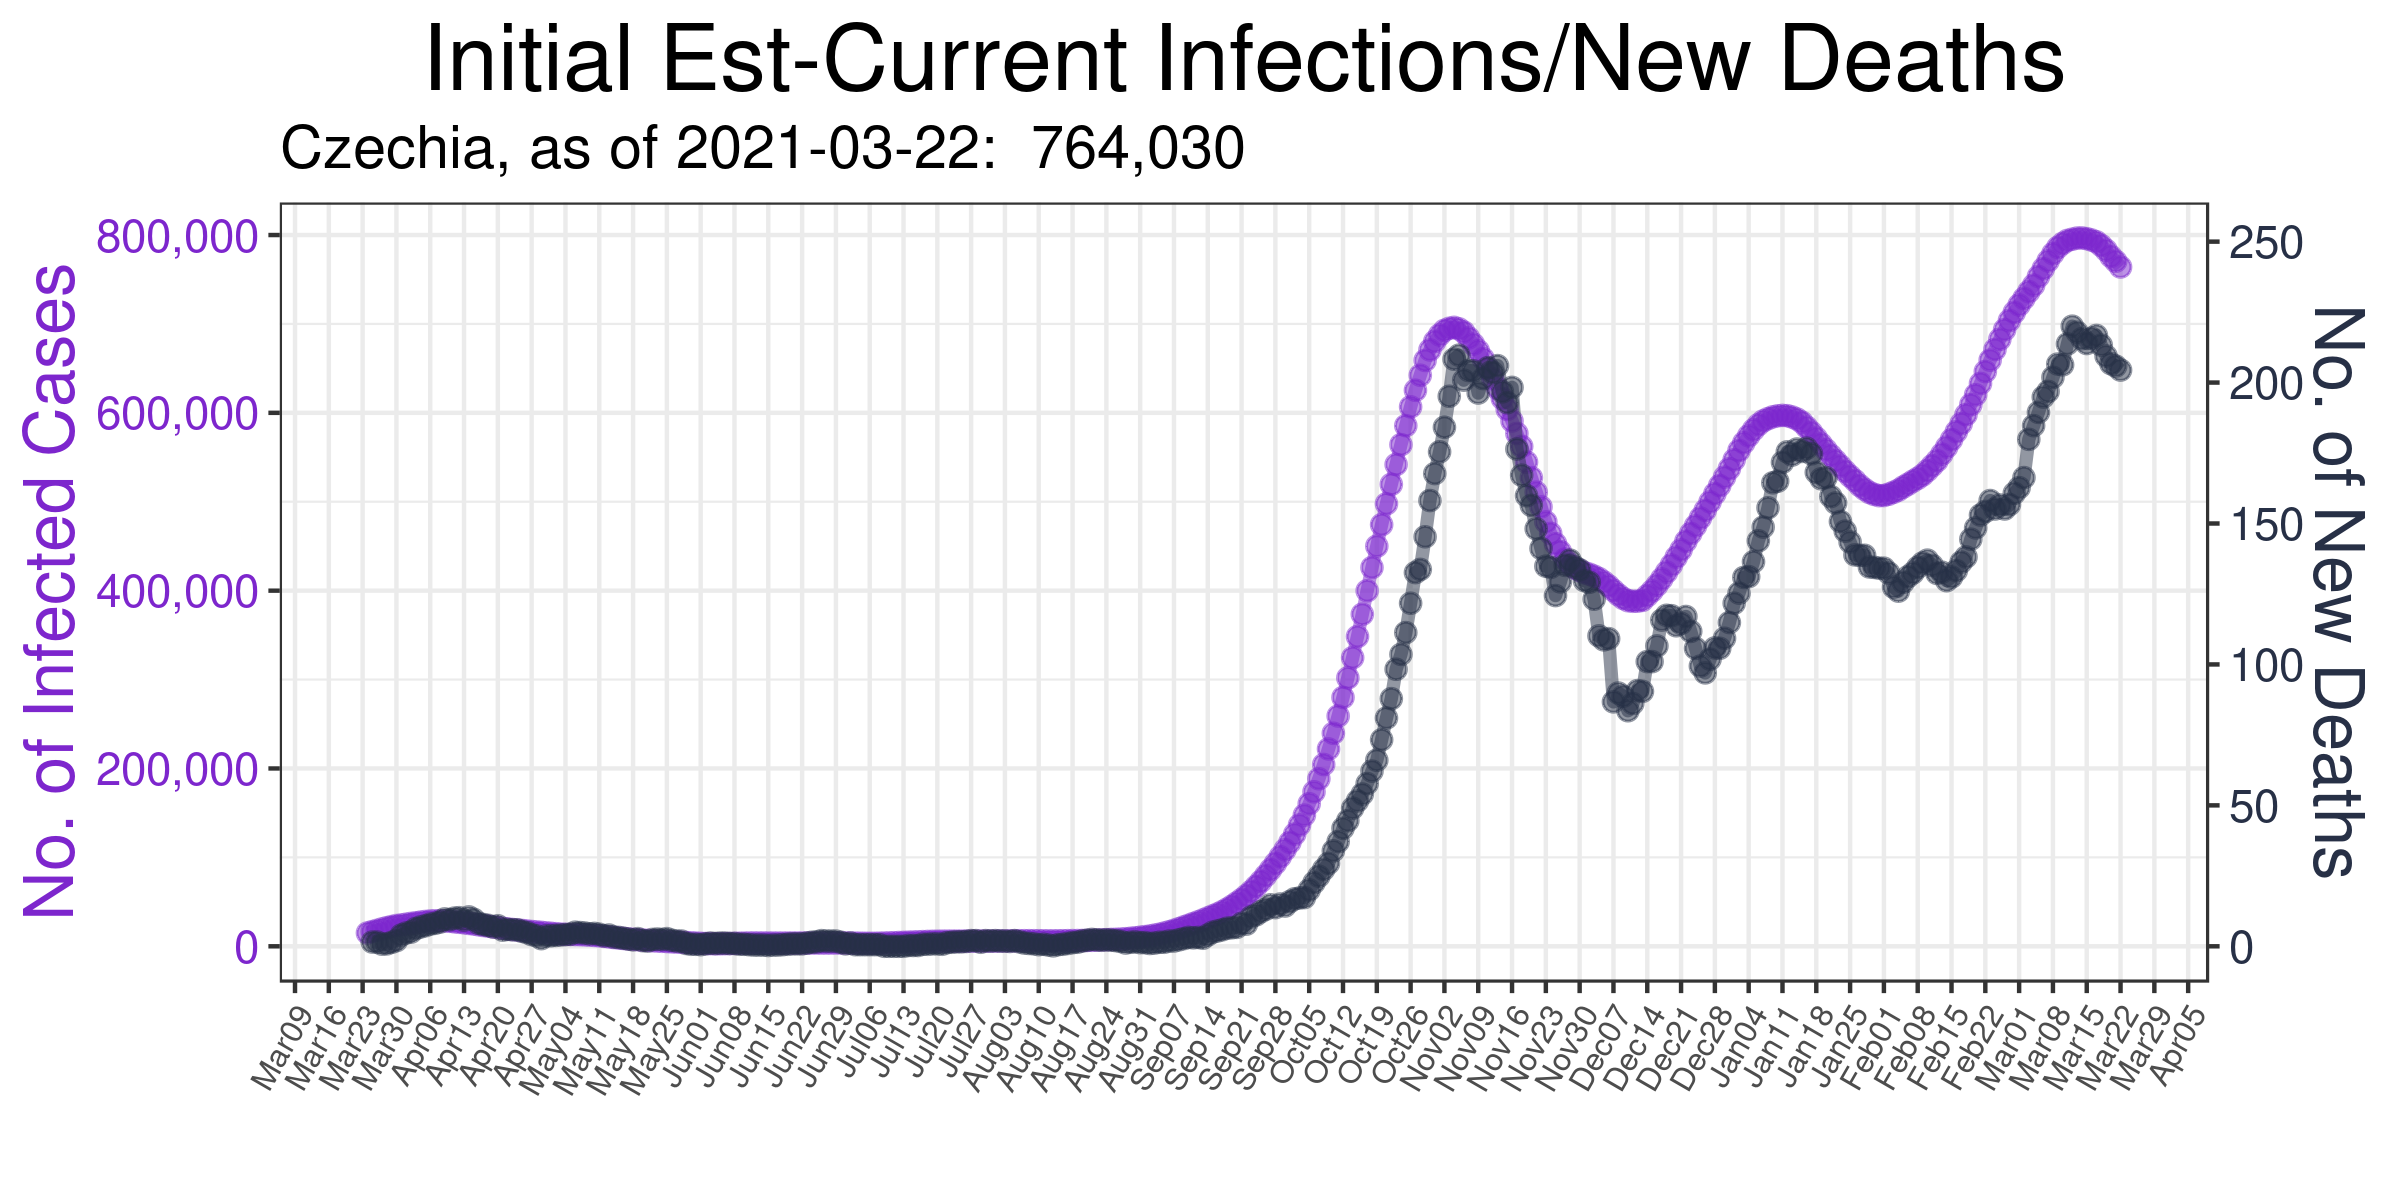 Initial Est-Current Infections/New Deaths
Czechia, as of 2021-03-22:  764,030
No. of Infected Cases
800,000
600,000
400,000
200,000
0
250
200
150
100
50
0
No. of New Deaths
Mar09
Mar16
Mar23
Mar30
Apr06
Apr13
Apr20
Apr27
May04
May11
May18
May25
Jun01
Jun08
Jun15
Jun22
Jun29
Jul06
Jul13
Jul20
Jul27
Aug03
Aug10
Aug17
Aug24
Aug31
Sep07
Sep14
Sep21
Sep28
Oct05
Oct12
Oct19
Oct26
Nov02
Nov09
Nov16
Nov23
Nov30
Dec07
Dec14
Dec21
Dec28
Jan04
Jan11
Jan18
Jan25
Feb01
Feb08
Feb15
Feb22
Mar01
Mar08
Mar15
Mar22
Mar29
Apr05